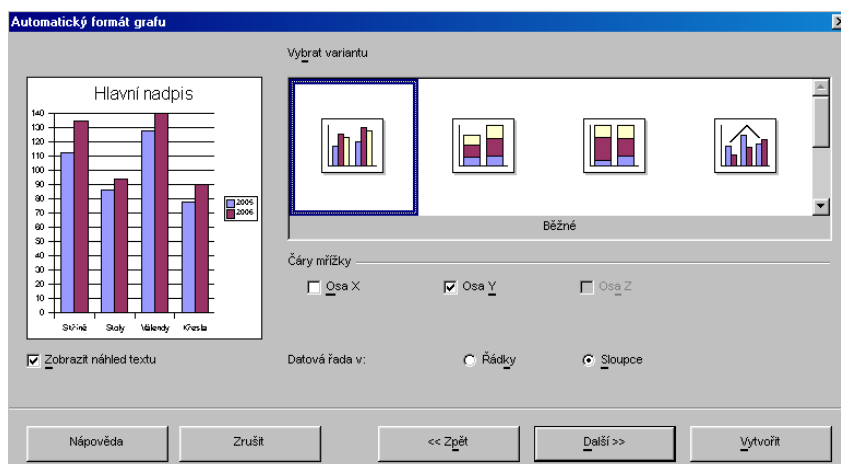 Automatický formát grafu
Vybrat variantu
Hlavní nadpis
140
130
120
110
100
90
80
70
60
50
40
30
20
10
0
2005
2006
Skříně Stoly Válendy Křesla
Zobrazit náhled textu
Běžné
Čáry mřížky
Osa X Osa Y Osa Z
Datová řada v: Řádky Sloupce
Nápověda Zrušit << Zpět Další >> Vytvořit